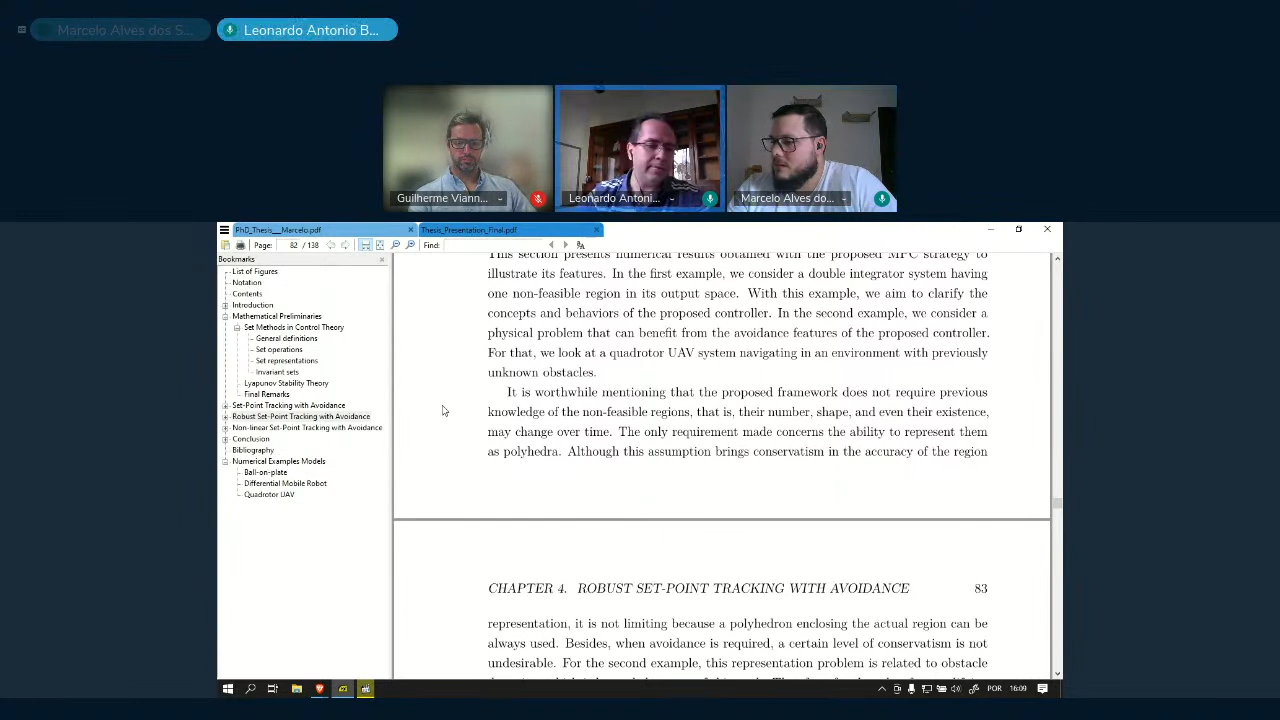 Marcelo Alves dos S...
Leonardo Antonio B...
Guilherme Viann...
Leonardo Antoni...
Marcelo Alves do...
PhD_Thesis__Marcelo.pdf
Thesis_Presentation_Final.pdf
Page: 82 / 138
Find:
Bookmarks
List of Figures
Notation
Contents
Introduction
Mathematical Preliminaries
Set Methods in Control Theory
General definitions
Set operations
Set representations
Invariant sets
Lyapunov Stability Theory
Final Remarks
Set-Point Tracking with Avoidance
Robust Set-Point Tracking with Avoidance
Non-linear Set-Point Tracking with Avoidance
Conclusion
Bibliography
Numerical Examples Models
Ball-on-plate
Differential Mobile Robot
Quadrotor UAV
This section presents numerical results obtained with the proposed MPC strategy to
illustrate its features. In the first example, we consider a double integrator system having
one non-feasible region in its output space. With this example, we aim to clarify the
concepts and behaviors of the proposed controller. In the second example, we consider a
physical problem that can benefit from the avoidance features of the proposed controller.
For that, we look at a quadrotor UAV system navigating in an environment with previously
unknown obstacles.
It is worthwhile mentioning that the proposed framework does not require previous
knowledge of the non-feasible regions, that is, their number, shape, and even their existence,
may change over time. The only requirement made concerns the ability to represent them
as polyhedra. Although this assumption brings conservatism in the accuracy of the region
CHAPTER 4. ROBUST SET-POINT TRACKING WITH AVOIDANCE 83
representation, it is not limiting because a polyhedron enclosing the actual region can be
always used. Besides, when avoidance is required, a certain level of conservatism is not
undesirable. For the second example, this representation problem is related to obstacle
POR 16:09